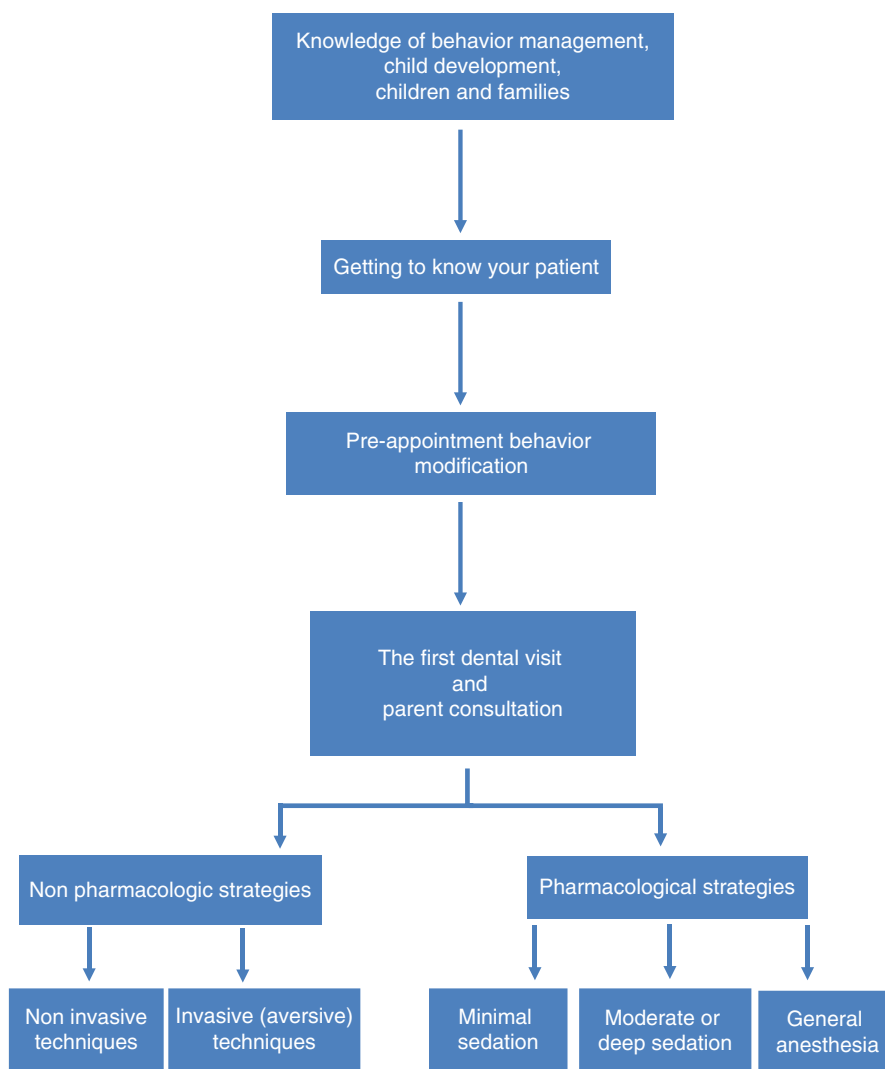 Knowledge of behavior management,
child development,
children and families
Getting to know your patient
Pre-appointment behavior
modification
The first dental visit
and
parent consultation
Non pharmacologic strategies
Pharmacological strategies
Non invasive
techniques
Invasive (aversive)
techniques
Minimal
sedation
Moderate or
deep sedation
General
anesthesia